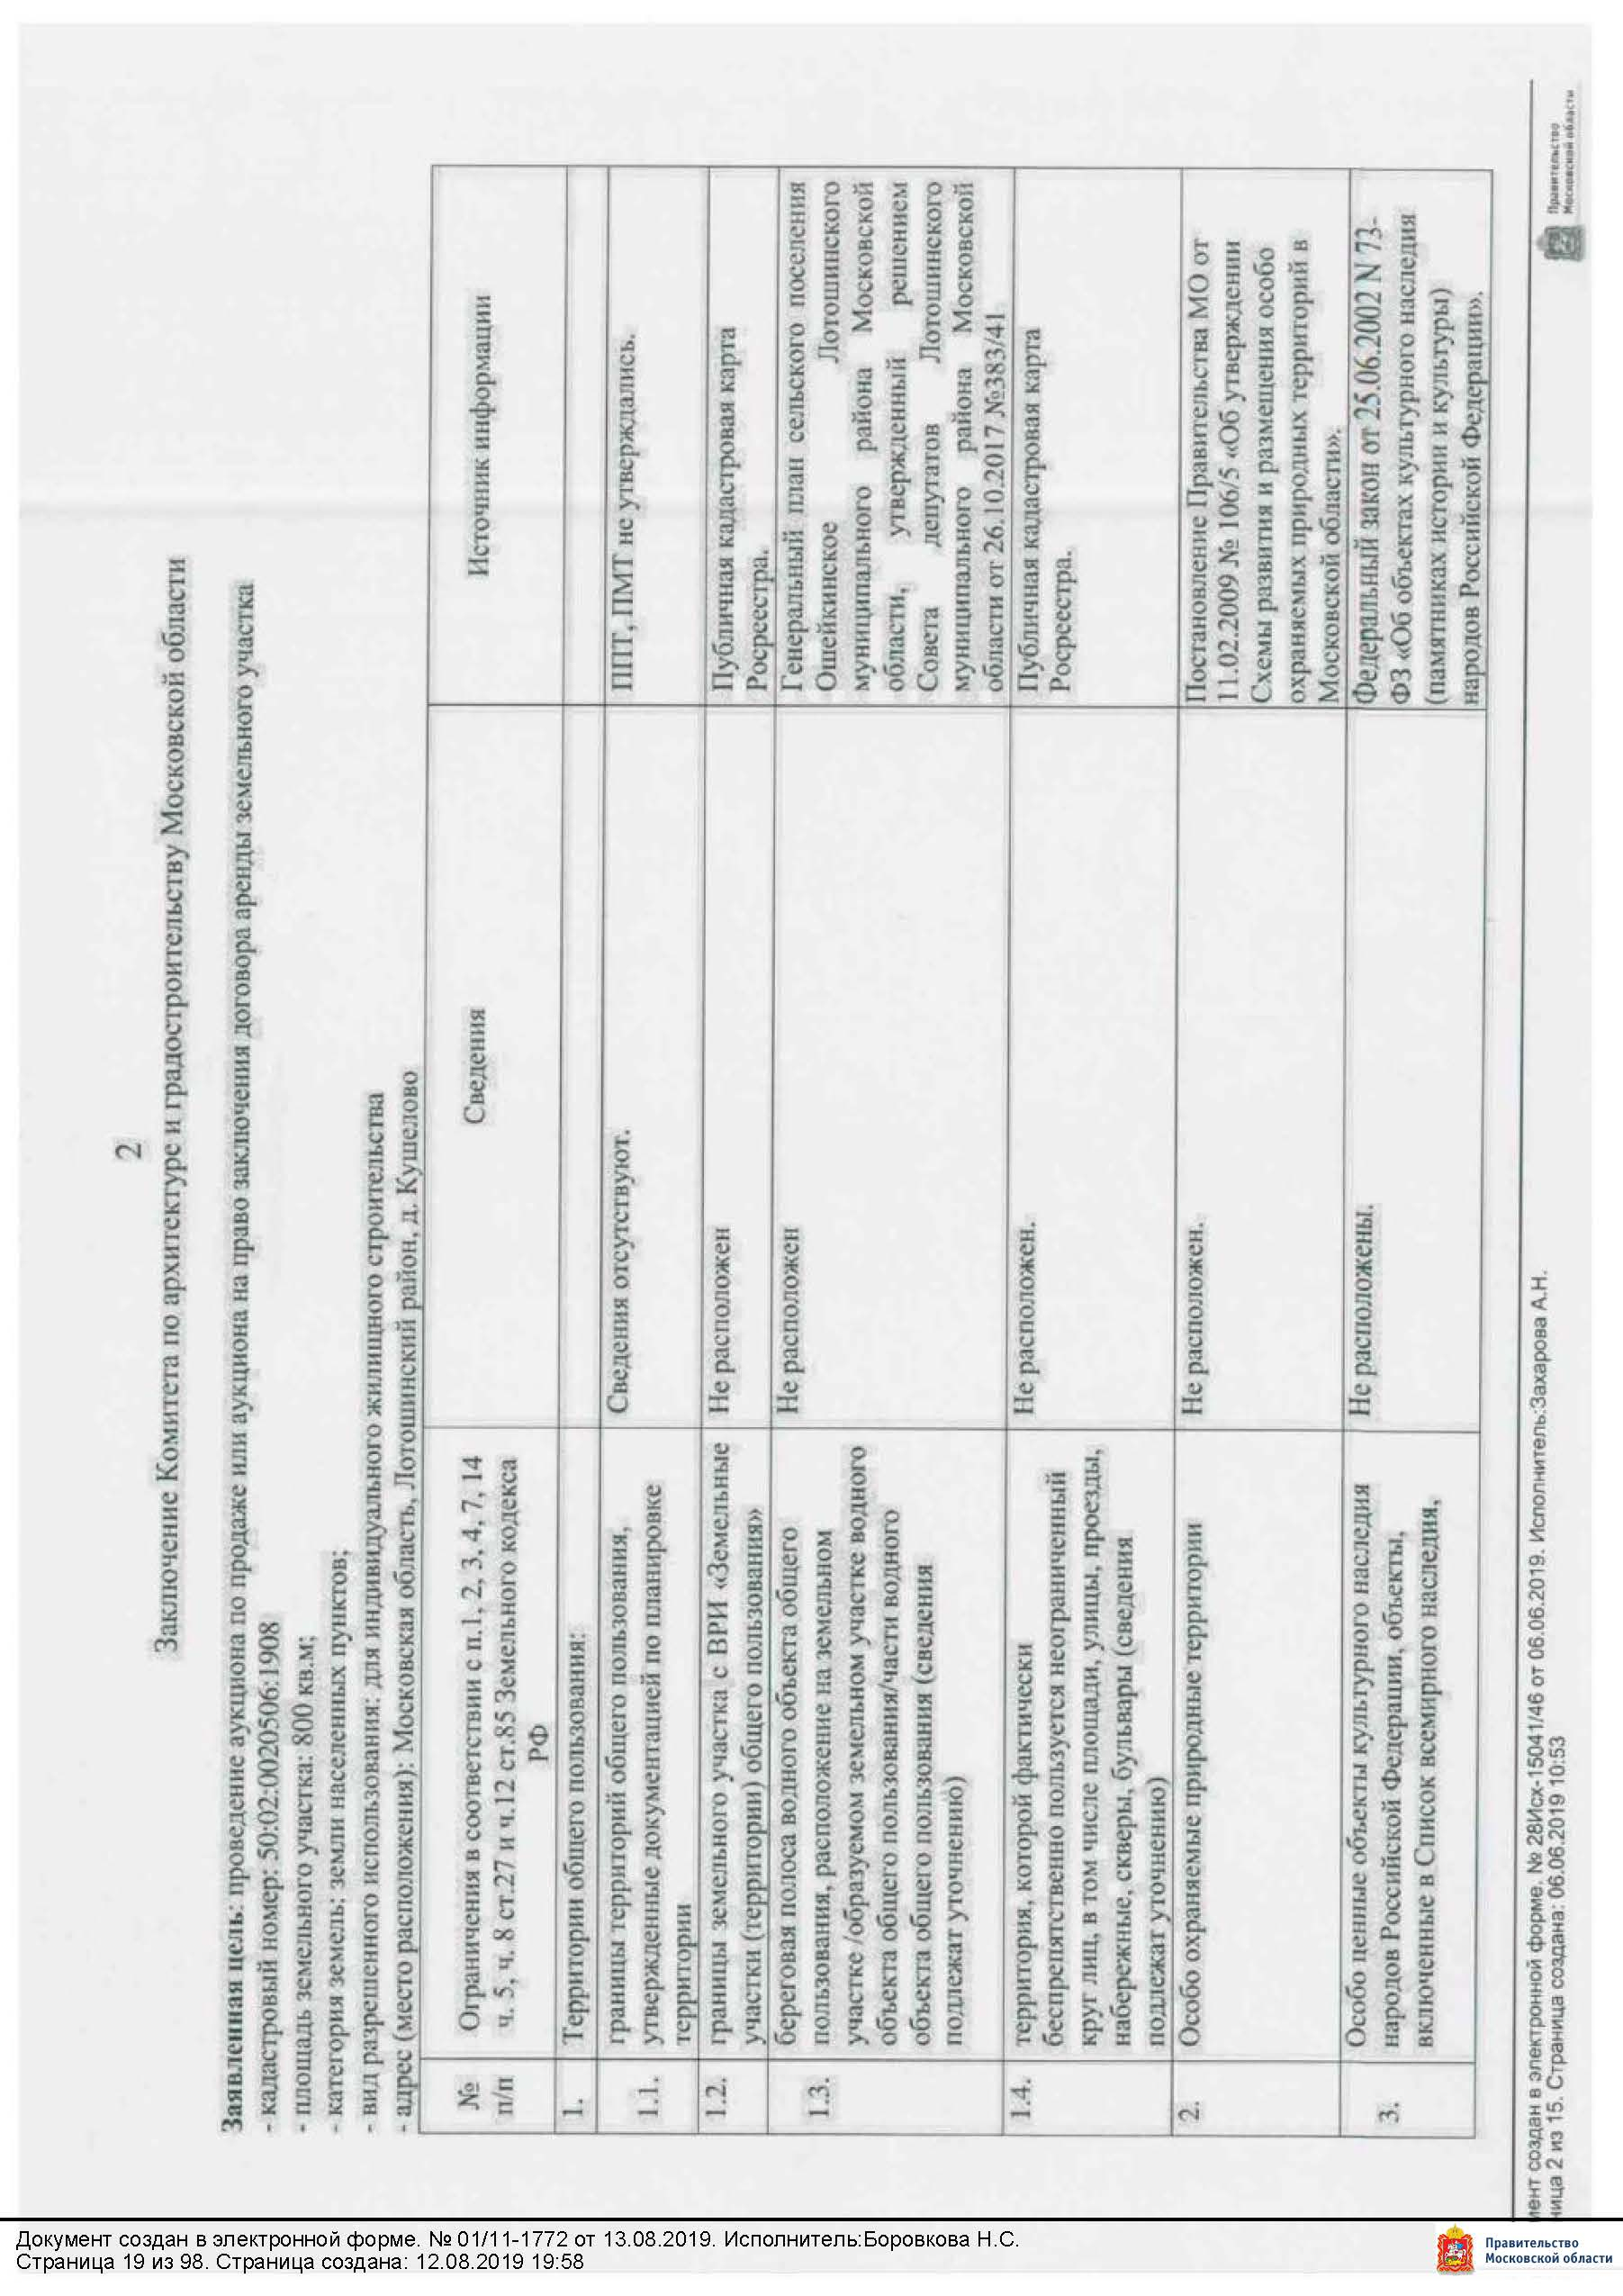 2
Заключение Комитета по архитектуре и градостроительству Московской области
Заявленная цель: проведение аукциона по продаже или аукциона на право заключения договора аренды земельного участка
- кадастровый номер: 50:02:0020506:1908
- площадь земельного участка: 800 кв.м;
- категория земель: земли населенных пунктов;
- вид разрешенного использования: для индивидуального жилищного строительства
- адрес (место расположения): Московская область, Лотошинский район, д. Кушелово
№
п/п
Ограничения в соответствии с п.1, 2, 3, 4, 7, 14
ч. 5, ч. 8 ст.27 и ч.12 ст.85 Земельного кодекса
РФ
Сведения
Источник информации
1.
Территории общего пользования:
1.1.
границы территорий общего пользования,
утвержденные документацией по планировке
территории
Сведения отсутствуют.
ППТ, ПМТ не утверждались.
1.2.
границы земельного участка с ВРИ «Земельные
участки (территории) общего пользования»
Не расположен
Публичная кадастровая карта
Росреестра.
1.3.
береговая полоса водного объекта общего
пользования, расположение на земельном
участке /образуемом земельном участке водного
объекта общего пользования/части водного
объекта общего пользования (сведения
подлежат уточнению)
Не расположен
Генеральный план сельского поселения
Ошейкинское Лотошинского
муниципального района Московской
области, утвержденный решением
Совета депутатов Лотошинского
муниципального района Московской
области от 26.10.2017 №383/41
1.4.
территория, которой фактически
беспрепятственно пользуется неограниченный
круг лиц, в том числе площади, улицы, проезды,
набережные, скверы, бульвары (сведения
подлежат уточнению)
Не расположен.
Публичная кадастровая карта
Росреестра.
2.
Особо охраняемые природные территории
Не расположен.
Постановление Правительства МО от
11.02.2009 № 106/5 «Об утверждении
Схемы развития и размещения особо
охраняемых природных территорий в
Московской области».
3.
Особо ценные объекты культурного наследия
народов Российской Федерации, объекты,
включенные в Список всемирного наследия,
Не расположены.
Федеральный закон от 25.06.2002 N 73-
ФЗ «Об объектах культурного наследия
(памятниках истории и культуры)
народов Российской Федерации».
мент создан в электронной форме. № 28Исх-15041/46 от 06.06.2019. Исполнитель:Захарова А.Н.
ница 2 из 15. Страница создана: 06.06.2019 10:53
Правительство
Московской области
Документ создан в электронной форме. № 01/11-1772 от 13.08.2019. Исполнитель:Боровкова Н.С.
Страница 19 из 98. Страница создана: 12.08.2019 19:58
Правительство
Московской области